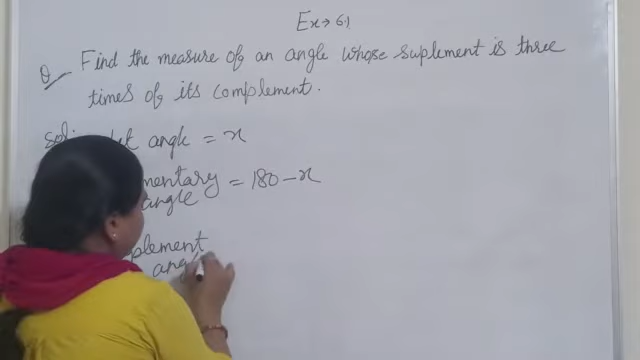 Ex → 6.1
Q Find the measure of an angle whose suplement is three
times of its complement.
angle = x
mentary = 180 - x
angle
plement
ang